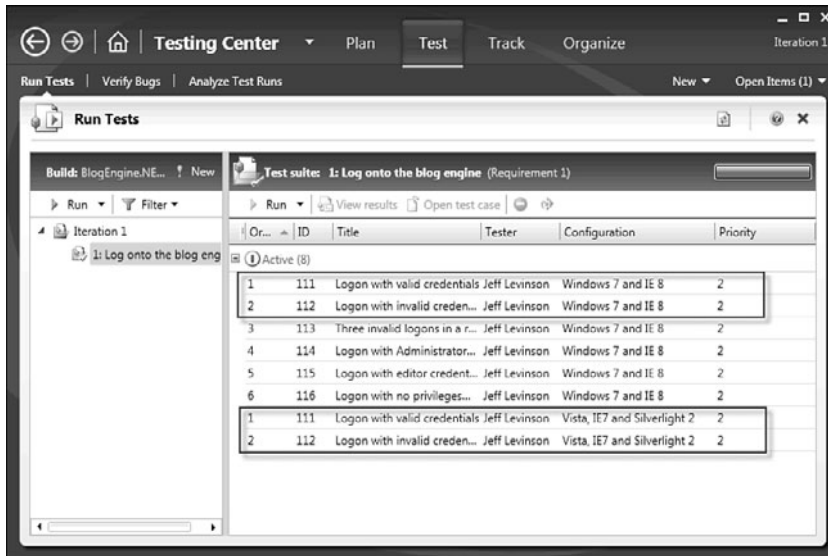 Testing Center Plan Test Track Organize Iteration 1
Run Tests | Verify Bugs | Analyze Test Runs New Open Items (1)
Run Tests
Build: BlogEngine.NE... ! New
Run Filter
Iteration 1
1: Log onto the blog eng
Test suite: 1: Log onto the blog engine (Requirement 1)
Run View results Open test case
Or... ID Title Tester Configuration Priority
Active (8)
1 111 Logon with valid credentials Jeff Levinson Windows 7 and IE 8 2
2 112 Logon with invalid creden... Jeff Levinson Windows 7 and IE 8 2
3 113 Three invalid logons in a r... Jeff Levinson Windows 7 and IE 8 2
4 114 Logon with Administrator... Jeff Levinson Windows 7 and IE 8 2
5 115 Logon with editor credent... Jeff Levinson Windows 7 and IE 8 2
6 116 Logon with no privileges... Jeff Levinson Windows 7 and IE 8 2
1 111 Logon with valid credentials Jeff Levinson Vista, IE7 and Silverlight 2 2
2 112 Logon with invalid creden... Jeff Levinson Vista, IE7 and Silverlight 2 2